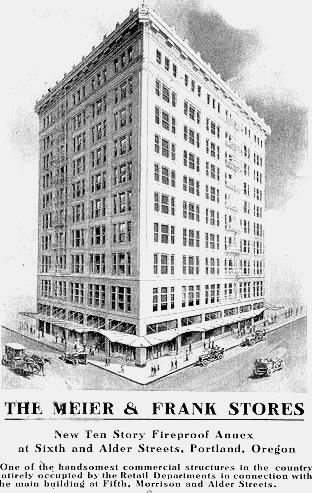 THE MEIER & FRANK STORES
New Ten Story Fireproof Annex
at Sixth and Alder Streets, Portland, Oregon
One of the handsomest commercial structures in the country
entirely occupied by the Retail Departments in connection with
the main building at Fifth, Morrison and Alder Streets.